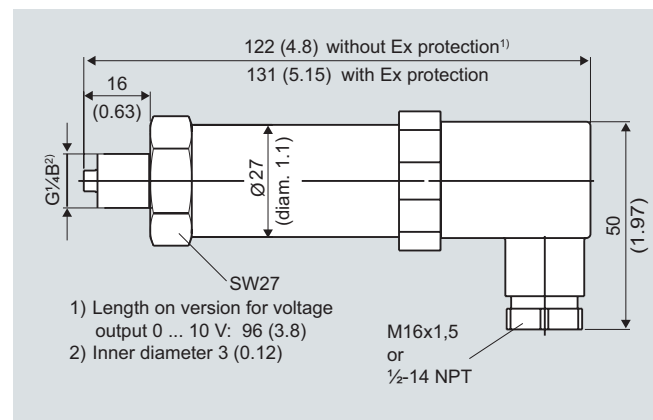 122 (4.8) without Ex protection1)
131 (5.15) with Ex protection
16
(0.63)
G¼B2)
Ø27
(diam. 1.1)
50
(1.97)
SW27
1) Length on version for voltage
output 0 ... 10 V: 96 (3.8)
2) Inner diameter 3 (0.12)
M16x1,5
or
½-14 NPT